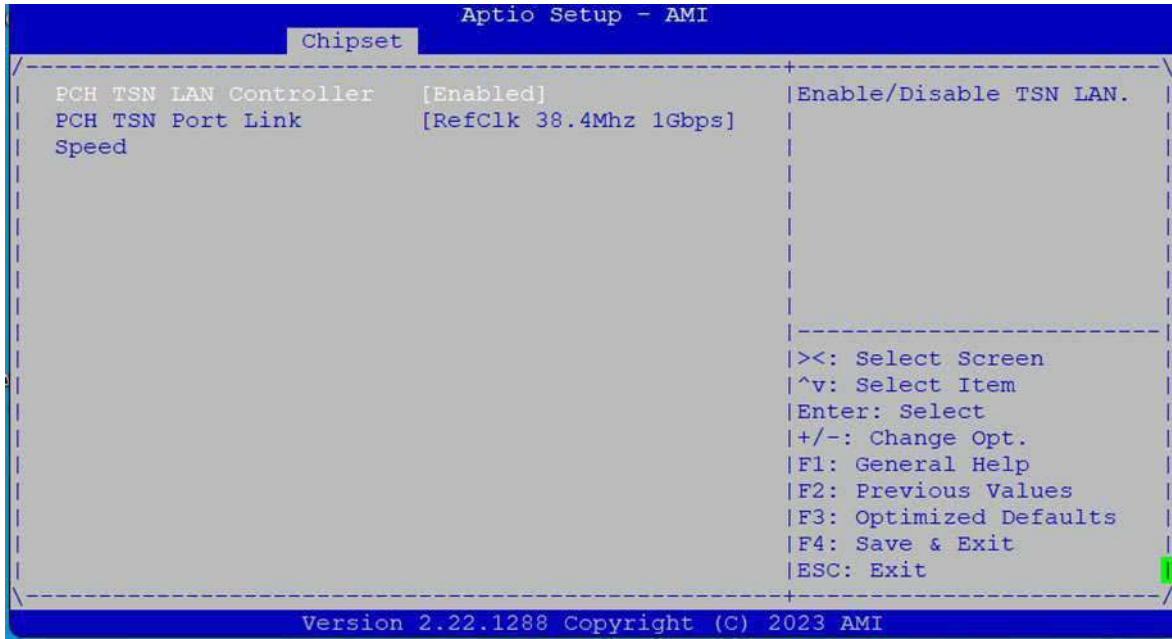 Aptio Setup - AMI
Chipset
PCH TSN LAN Controller [Enabled]
PCH TSN Port Link [RefClk 38.4Mhz 1Gbps]
Speed
Enable/Disable TSN LAN.
><: Select Screen
^v: Select Item
Enter: Select
+/-: Change Opt.
F1: General Help
F2: Previous Values
F3: Optimized Defaults
F4: Save & Exit
ESC: Exit
Version 2.22.1288 Copyright (C) 2023 AMI